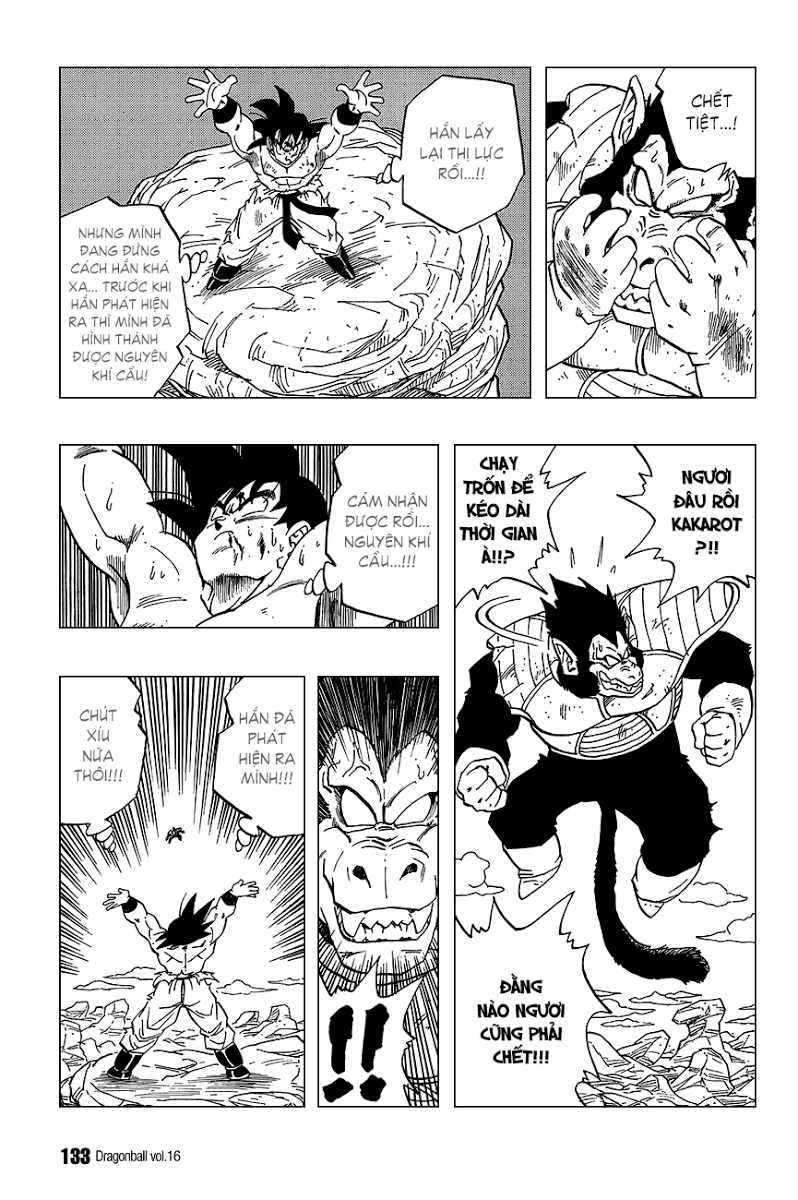 CHẾT
TIỆT...!
HẮN LẤY
LẠI THỊ LỰC
RỒI...!!
NHƯNG MÌNH
ĐANG ĐỨNG
CÁCH HẮN KHÁ
XA... TRƯỚC KHI
HẮN PHÁT HIỆN
RA THÌ MÌNH ĐÃ
HÌNH THÀNH
ĐƯỢC NGUYÊN
KHÍ CẦU!
NGƯƠI
ĐÂU RỒI
KAKAROT
?!!
CHẠY
TRỐN ĐỂ
KÉO DÀI
THỜI GIAN
À!!?
ĐẰNG
NÀO NGƯƠI
CŨNG PHẢI
CHẾT!!!
CẢM NHẬN
ĐƯỢC RỒI...
NGUYÊN KHÍ
CẦU...!!!
!!
HẮN ĐÃ
PHÁT
HIỆN RA
MÌNH!!!
CHÚT
XÍU
NỮA
THÔI!!!
133 Dragonball vol.16